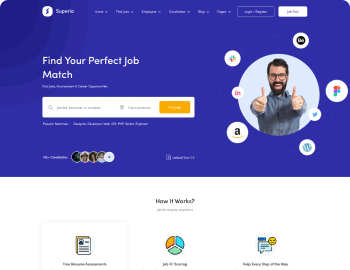 Superio
Home Find Jobs Employers Candidates Blog Pages
Login / Register
Job Post
Find Your Perfect Job
Match
Find Jobs, Employment & Career Opportunities
Job title, keywords, or company
City or postcode
Find Jobs
Popular Searches : Designer, Developer, Web, iOS, PHP, Senior, Engineer
10k+ Candidates
Upload Your CV
in
a
How It Works?
Job for anyone, anywhere
Free Resume Assessments
Job Fit Scoring
Help Every Step of the Way